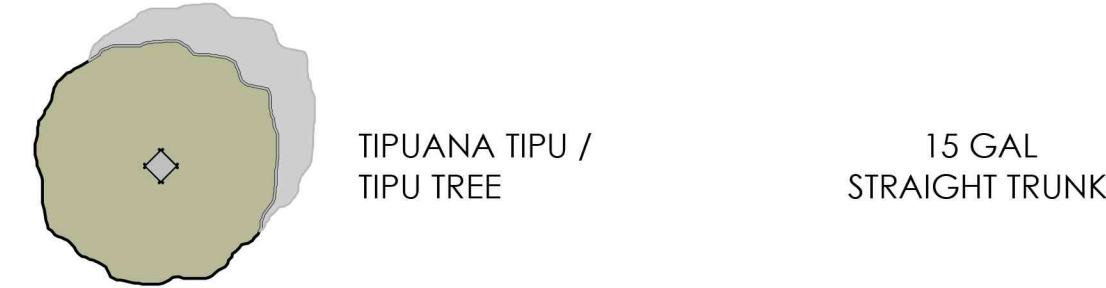 TIPUANA TIPU /
TIPU TREE
15 GAL
STRAIGHT TRUNK